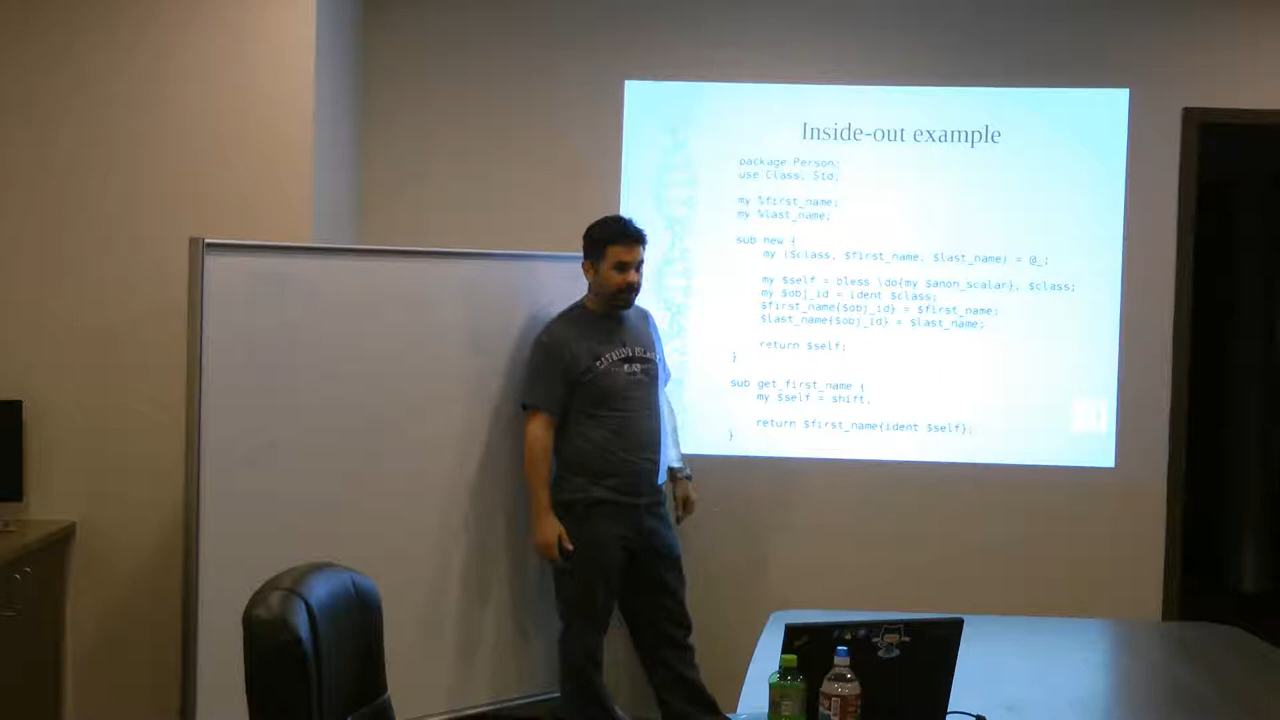 Inside-out example
package Person;
use Class, Std;
my %first_name;
my %last_name;
sub new {
my ($class, $first_name, $last_name) = @_;
my $self = bless \do{my $anon_scalar}, $class;
my $obj_id = ident $class;
$first_name{$obj_id} = $first_name;
$last_name{$obj_id} = $last_name;
return $self;
}
sub get_first_name {
my $self = shift,
return $first_name{ident $self};
}
CATALINA ISLAND